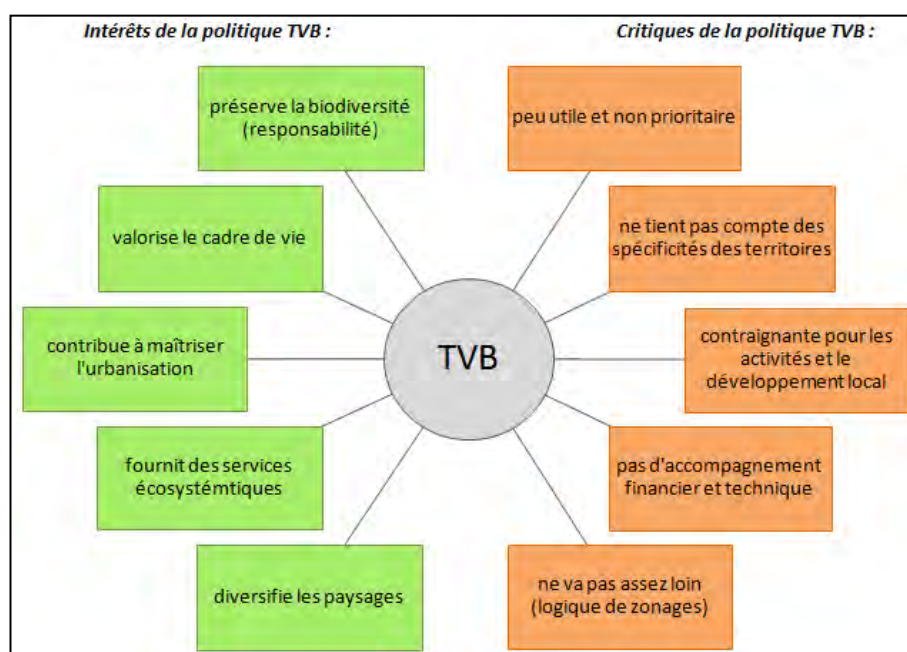 Intérêts de la politique TVB :
préserve la biodiversité
(responsabilité)
valorise le cadre de vie
contribue à maîtriser
l'urbanisation
fournit des services
écosystémtiques
diversifie les paysages
TVB
Critiques de la politique TVB :
peu utile et non prioritaire
ne tient pas compte des
spécificités des territoires
contraignante pour les
activités et le
développement local
pas d'accompagnement
financier et technique
ne va pas assez loin
(logique de zonages)